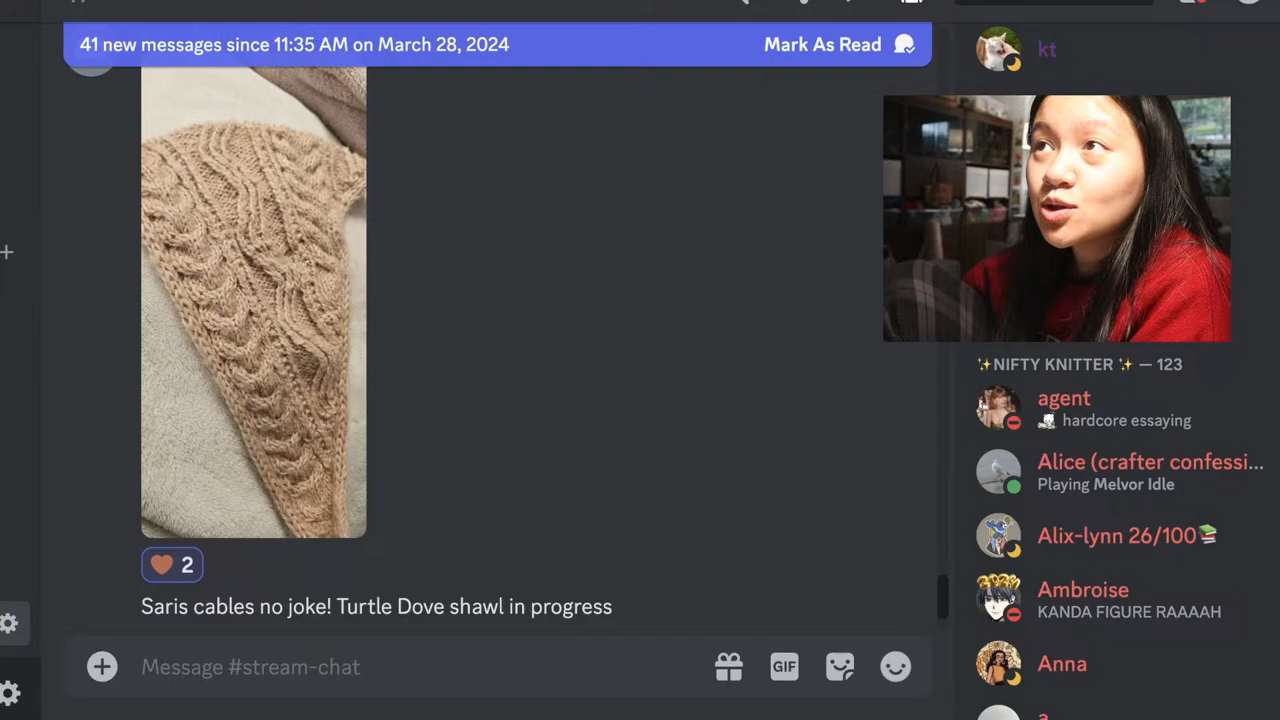 41 new messages since 11:35 AM on March 28, 2024
Mark As Read
kt
✨NIFTY KNITTER ✨ — 123
agent
hardcore essaying
Alice (crafter confessi...
Playing Melvor Idle
Alix-lynn 26/100📚
Ambroise
KANDA FIGURE RAAAAH
Anna
2
Saris cables no joke! Turtle Dove shawl in progress
Message #stream-chat
GIF